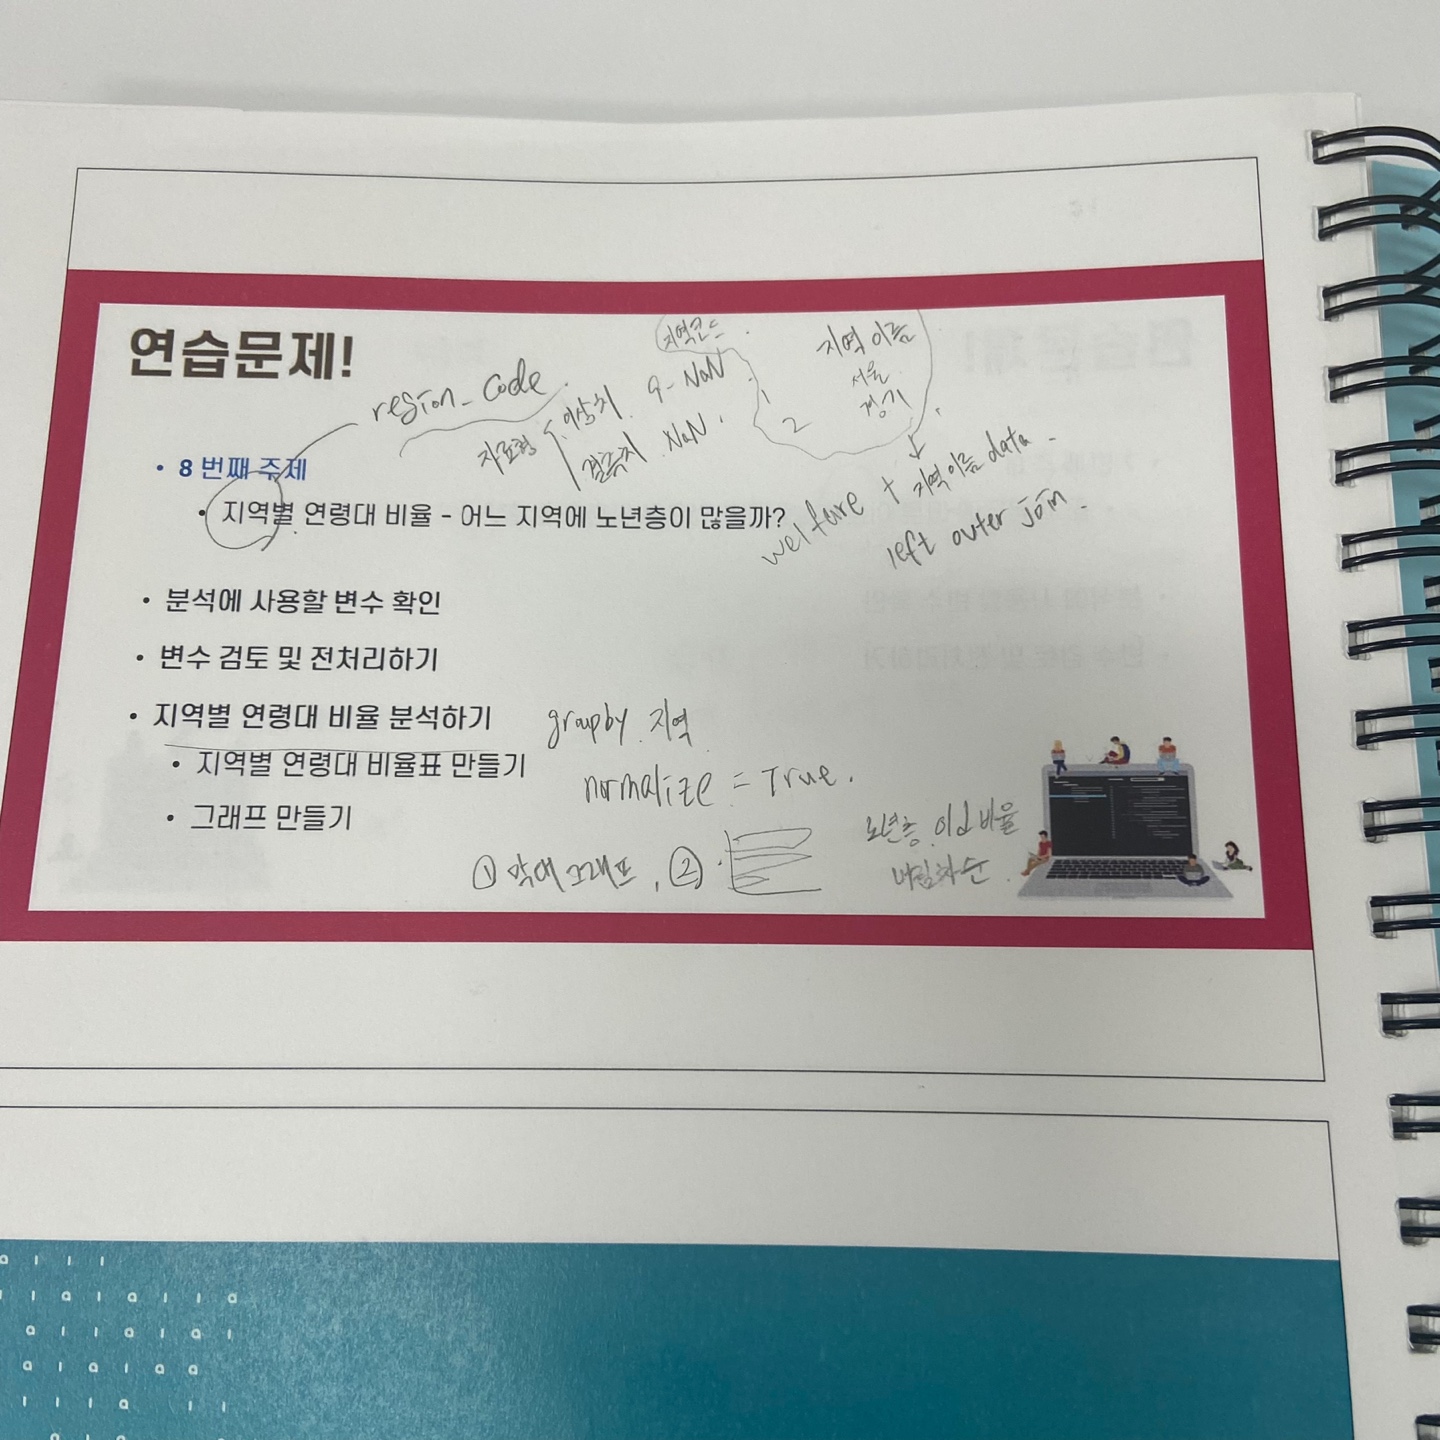 연습문제!
region_code
자료형
이상치 9-NaN
결측치 NaN
지역코드
1
2
지역 이름
서울
경기
welfare + 지역이름 data
left outer join
• 8 번째 주제
• 지역별 연령대 비율 - 어느 지역에 노년층이 많을까?
• 분석에 사용할 변수 확인
• 변수 검토 및 전처리하기
• 지역별 연령대 비율 분석하기
groupby 지역
• 지역별 연령대 비율표 만들기
normalize = True.
• 그래프 만들기
① 막대그래프, ②
노년층 비율
내림차순